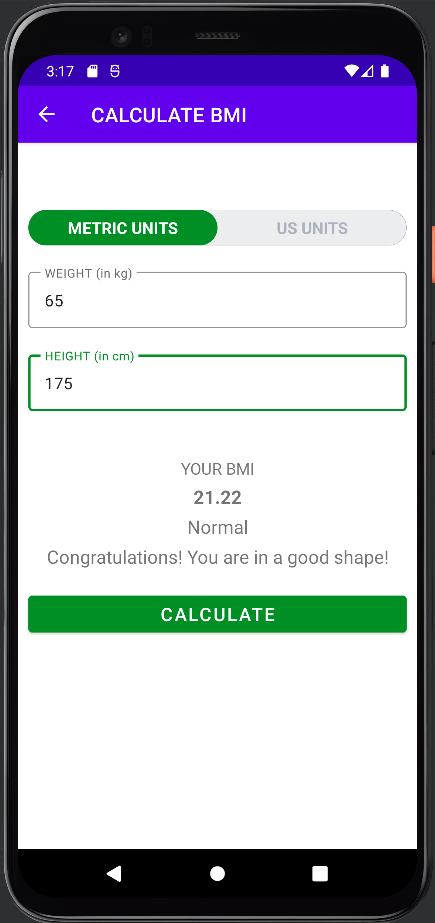 3:17
CALCULATE BMI
METRIC UNITS US UNITS
WEIGHT (in kg)
65
HEIGHT (in cm)
175
YOUR BMI
21.22
Normal
Congratulations! You are in a good shape!
CALCULATE